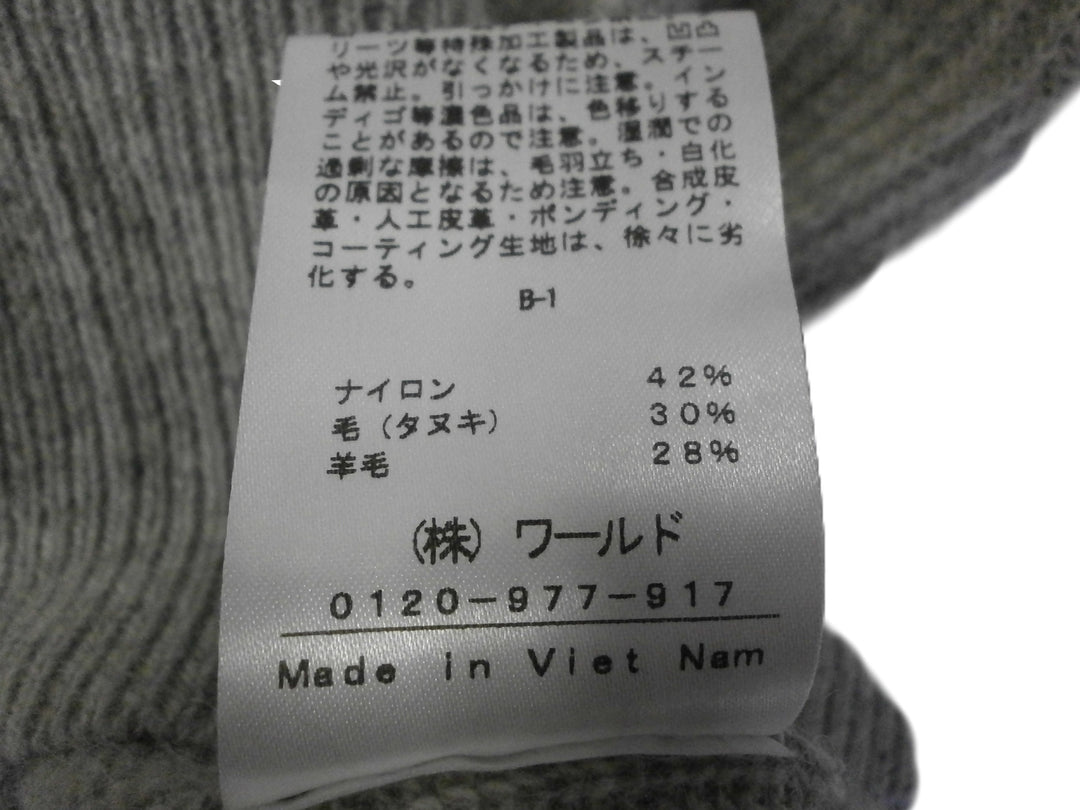 リーツ等特殊加工製品は、凹凸
や光沢がなくなるため、スチー
ム禁止。引っかけに注意。イン
ディゴ等濃色品は、色移りする
ことがあるので注意。湿潤での
過剰な摩擦は、毛羽立ち・白化
の原因となるため注意。合成皮
革・人工皮革・ボンディング・
コーティング生地は、徐々に劣
化する。
B-1
ナイロン 42%
毛（タヌキ） 30%
羊毛 28%
（株）ワールド
0120-977-917
Made in Viet Nam